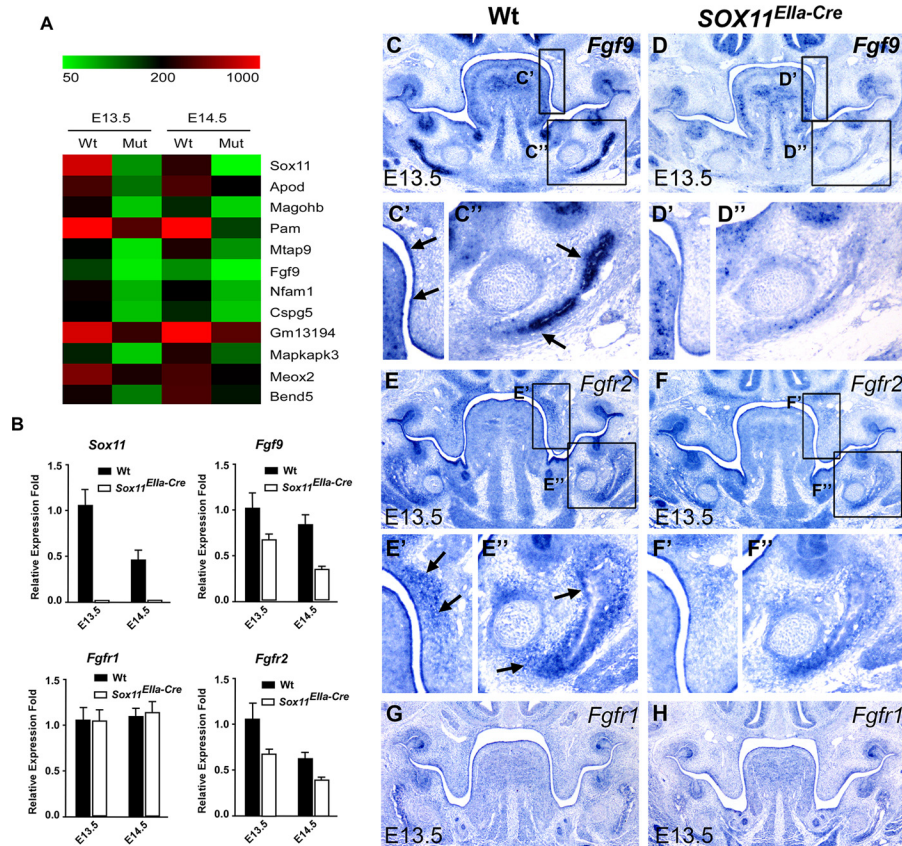 A
50 200 1000
E13.5 E14.5
Wt Mut Wt Mut
Sox11
Apod
Magohb
Pam
Mtap9
Fgf9
Nfam1
Cspg5
Gm13194
Mapkapk3
Meox2
Bend5
B
Sox11
Relative Expression Fold
1.5
1.0
0.5
0.0
Wt
Sox11Ella-Cre
E13.5 E14.5
Fgf9
Relative Expression Fold
1.5
1.0
0.5
0.0
Wt
Sox11Ella-Cre
E13.5 E14.5
Fgfr1
Relative Expression Fold
1.5
1.0
0.5
0.0
Wt
Sox11Ella-Cre
E13.5 E14.5
Fgfr2
Relative Expression Fold
1.5
1.0
0.5
0.0
Wt
Sox11Ella-Cre
E13.5 E14.5
Wt SOX11Ella-Cre
C Fgf9
C'
C''
E13.5
D Fgf9
D'
D''
E13.5
C' C'' D' D''
E Fgfr2
E'
E''
E13.5
F Fgfr2
F'
F''
E13.5
E' E'' F' F''
G Fgfr1
E13.5
H Fgfr1
E13.5